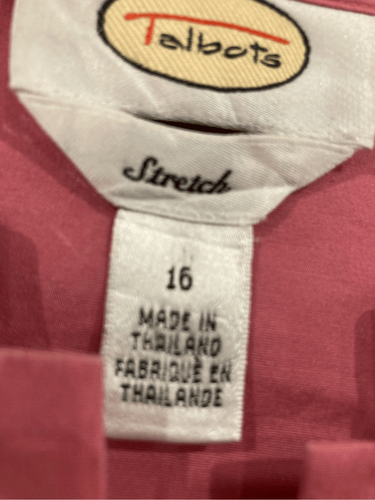 Talbots
Stretch
16
MADE IN
THAILAND
FABRIQUÉ EN
THAILANDE